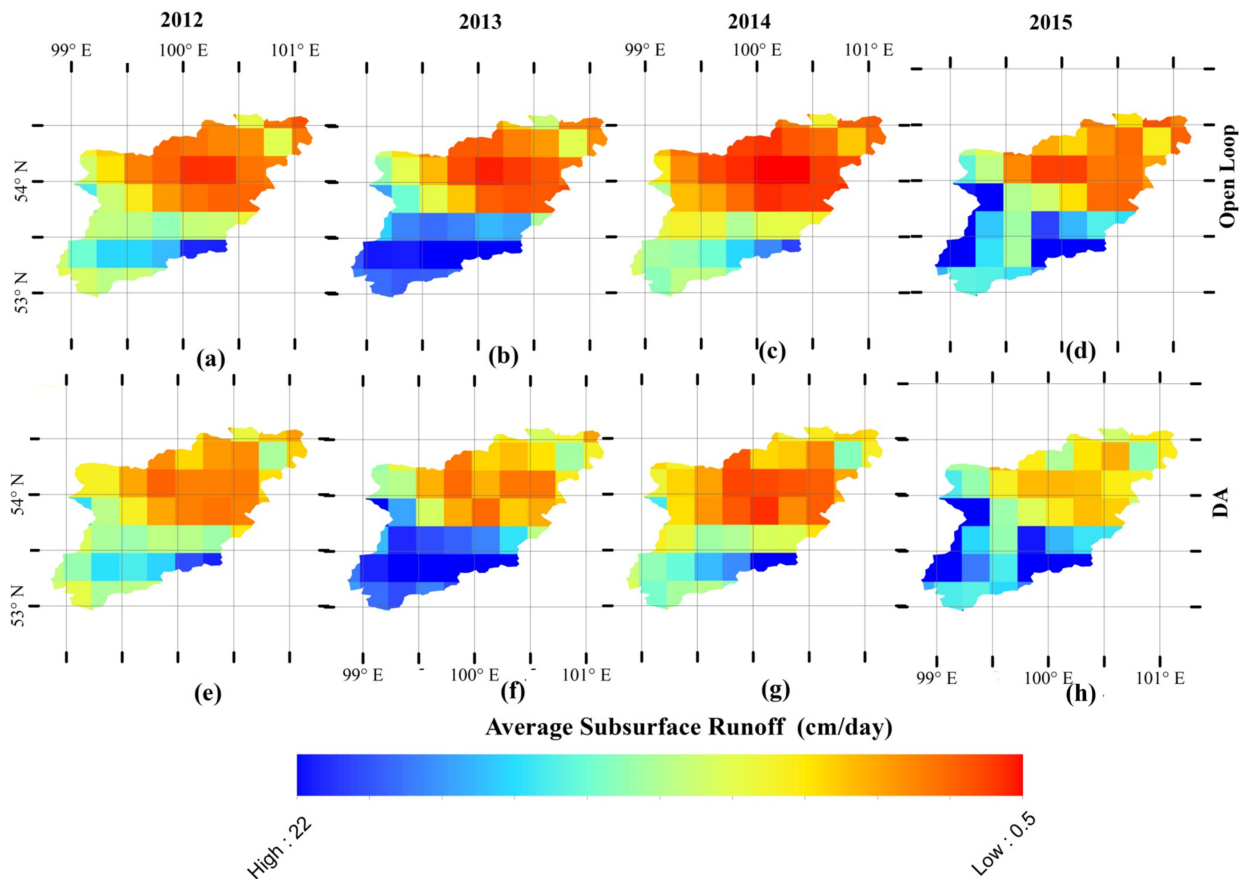 2012 2013 2014 2015
99° E 100° E 101° E 99° E 100° E 101° E
54° N
53° N
Open Loop
(a) (b) (c) (d)
54° N
53° N
DA
99° E 100° E 101° E 99° E 100° E 101° E
(e) (f) (g) (h)
Average Subsurface Runoff (cm/day)
High : 22 Low : 0.5